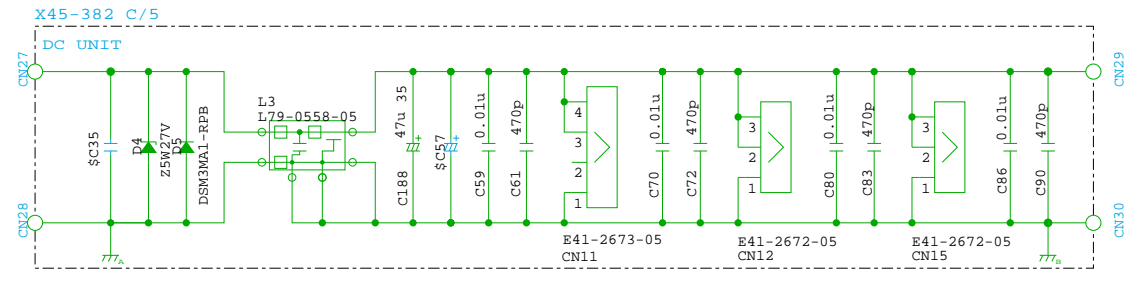 X45-382 C/5
DC UNIT
CN27
CN28
$C35
D4
Z5W27V
D5
DSM3MA1-RPB
L3
L79-0558-05
C188 47u 35
$C57
+
+
C59 0.01u
C61 470p
4
3
2
1
E41-2673-05
CN11
C70 0.01u
C72 470p
3
2
1
E41-2672-05
CN12
C80 0.01u
C83 470p
3
2
1
E41-2672-05
CN15
C86 0.01u
C90 470p
CN29
CN30
A
B